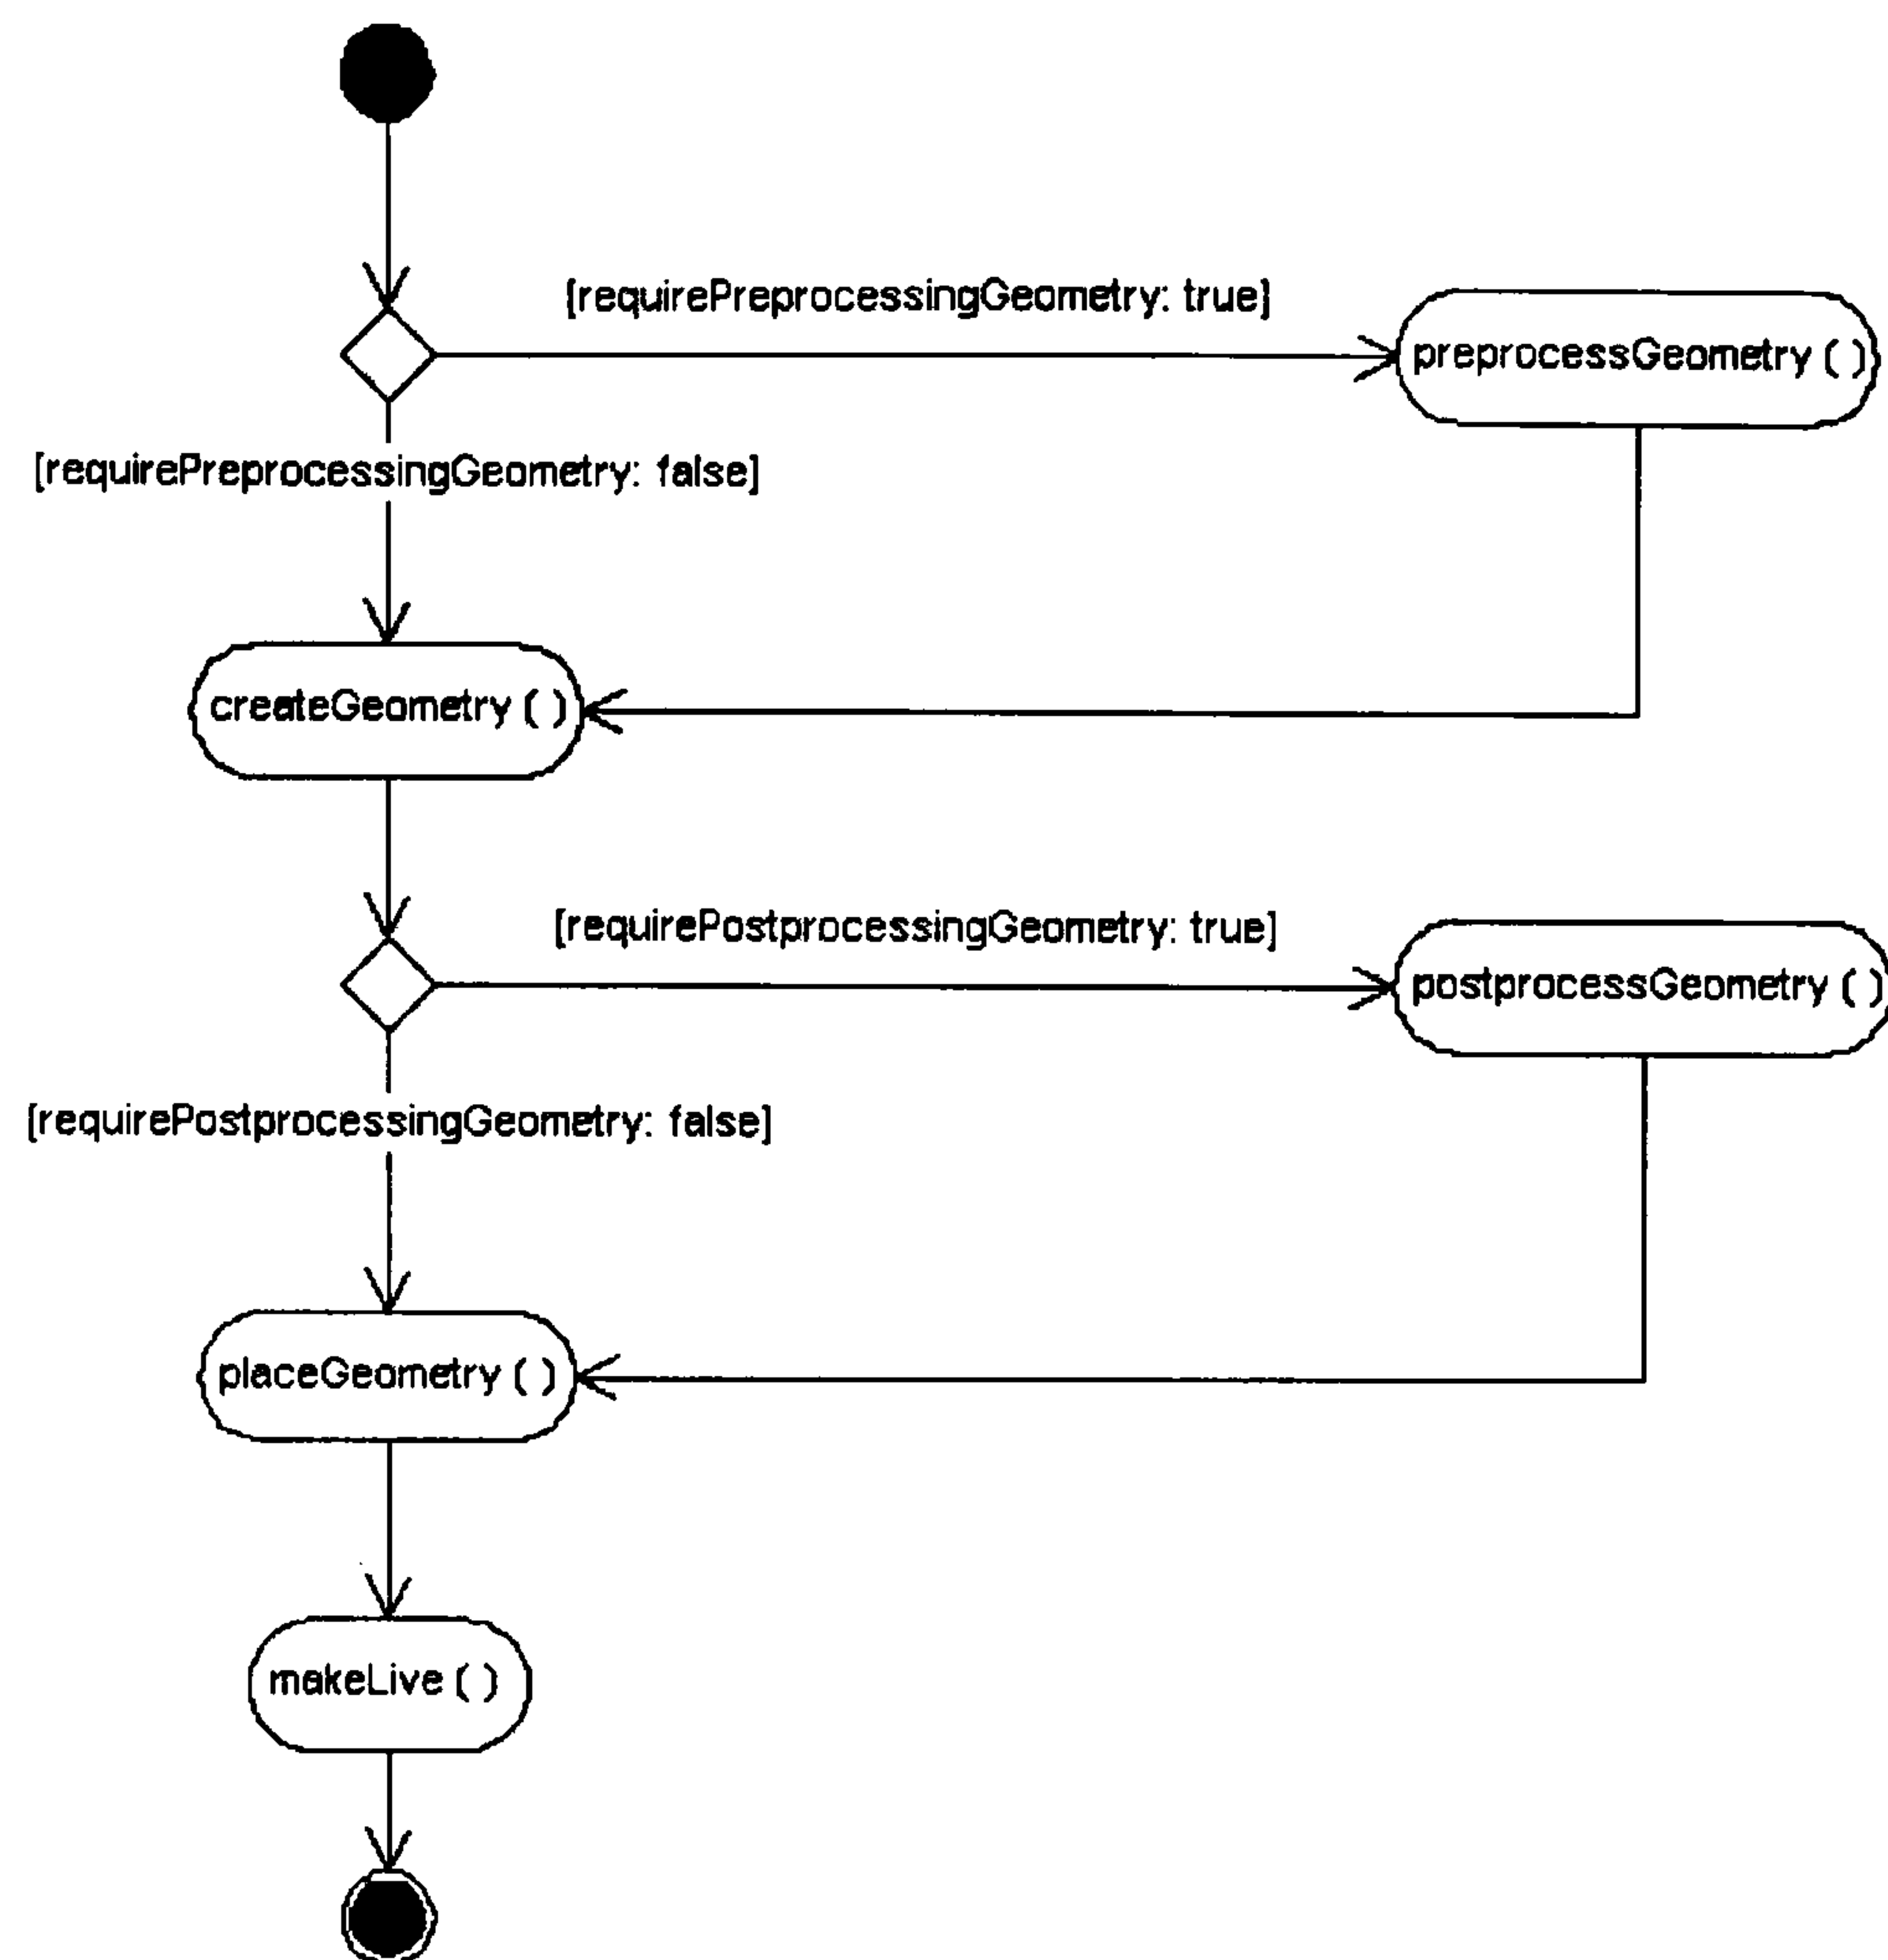 [requirePreprocessingGeometry: true]
preprocessGeometry ( )
[requirePreprocessingGeometry: false]
createGeometry ( )
[requirePostprocessingGeometry: true]
postprocessGeometry ( )
[requirePostprocessingGeometry: false]
placeGeometry ( )
makeLive ( )